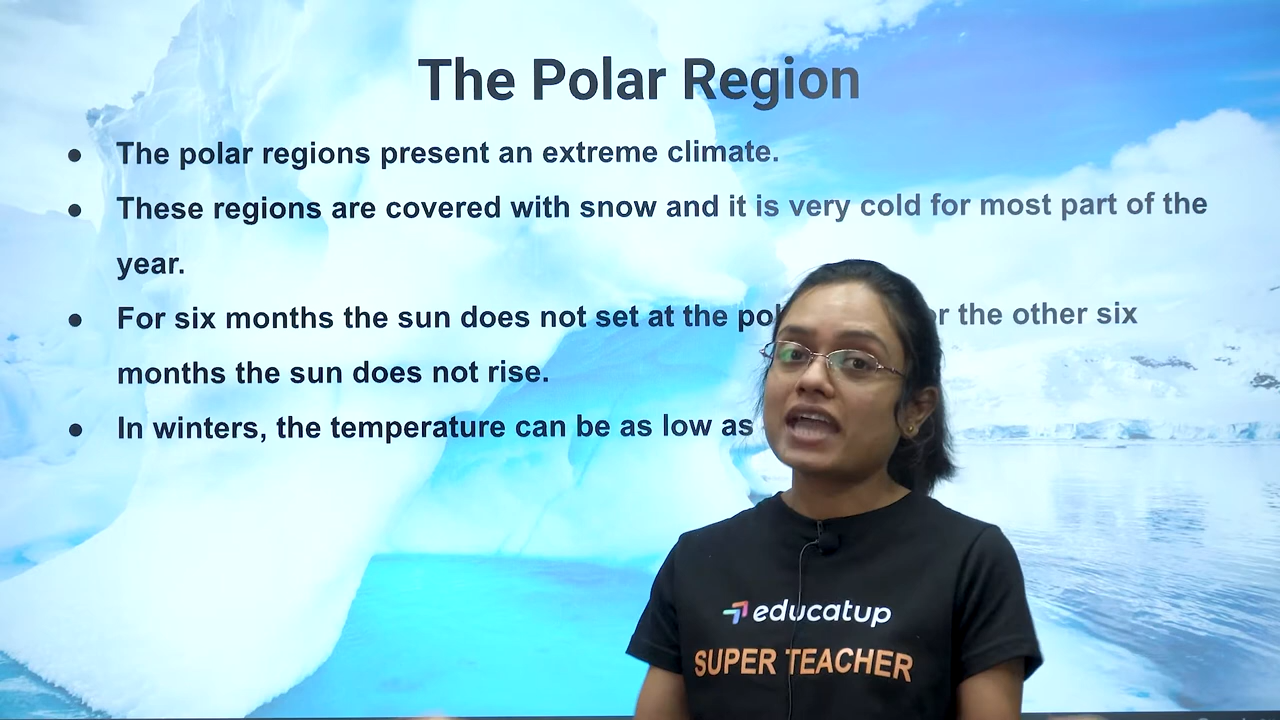 The Polar Region
● The polar regions present an extreme climate.
● These regions are covered with snow and it is very cold for most part of the
year.
● For six months the sun does not set at the the other six
months the sun does not rise.
● In winters, the temperature can be as low as
educatup
SUPER TEACHER